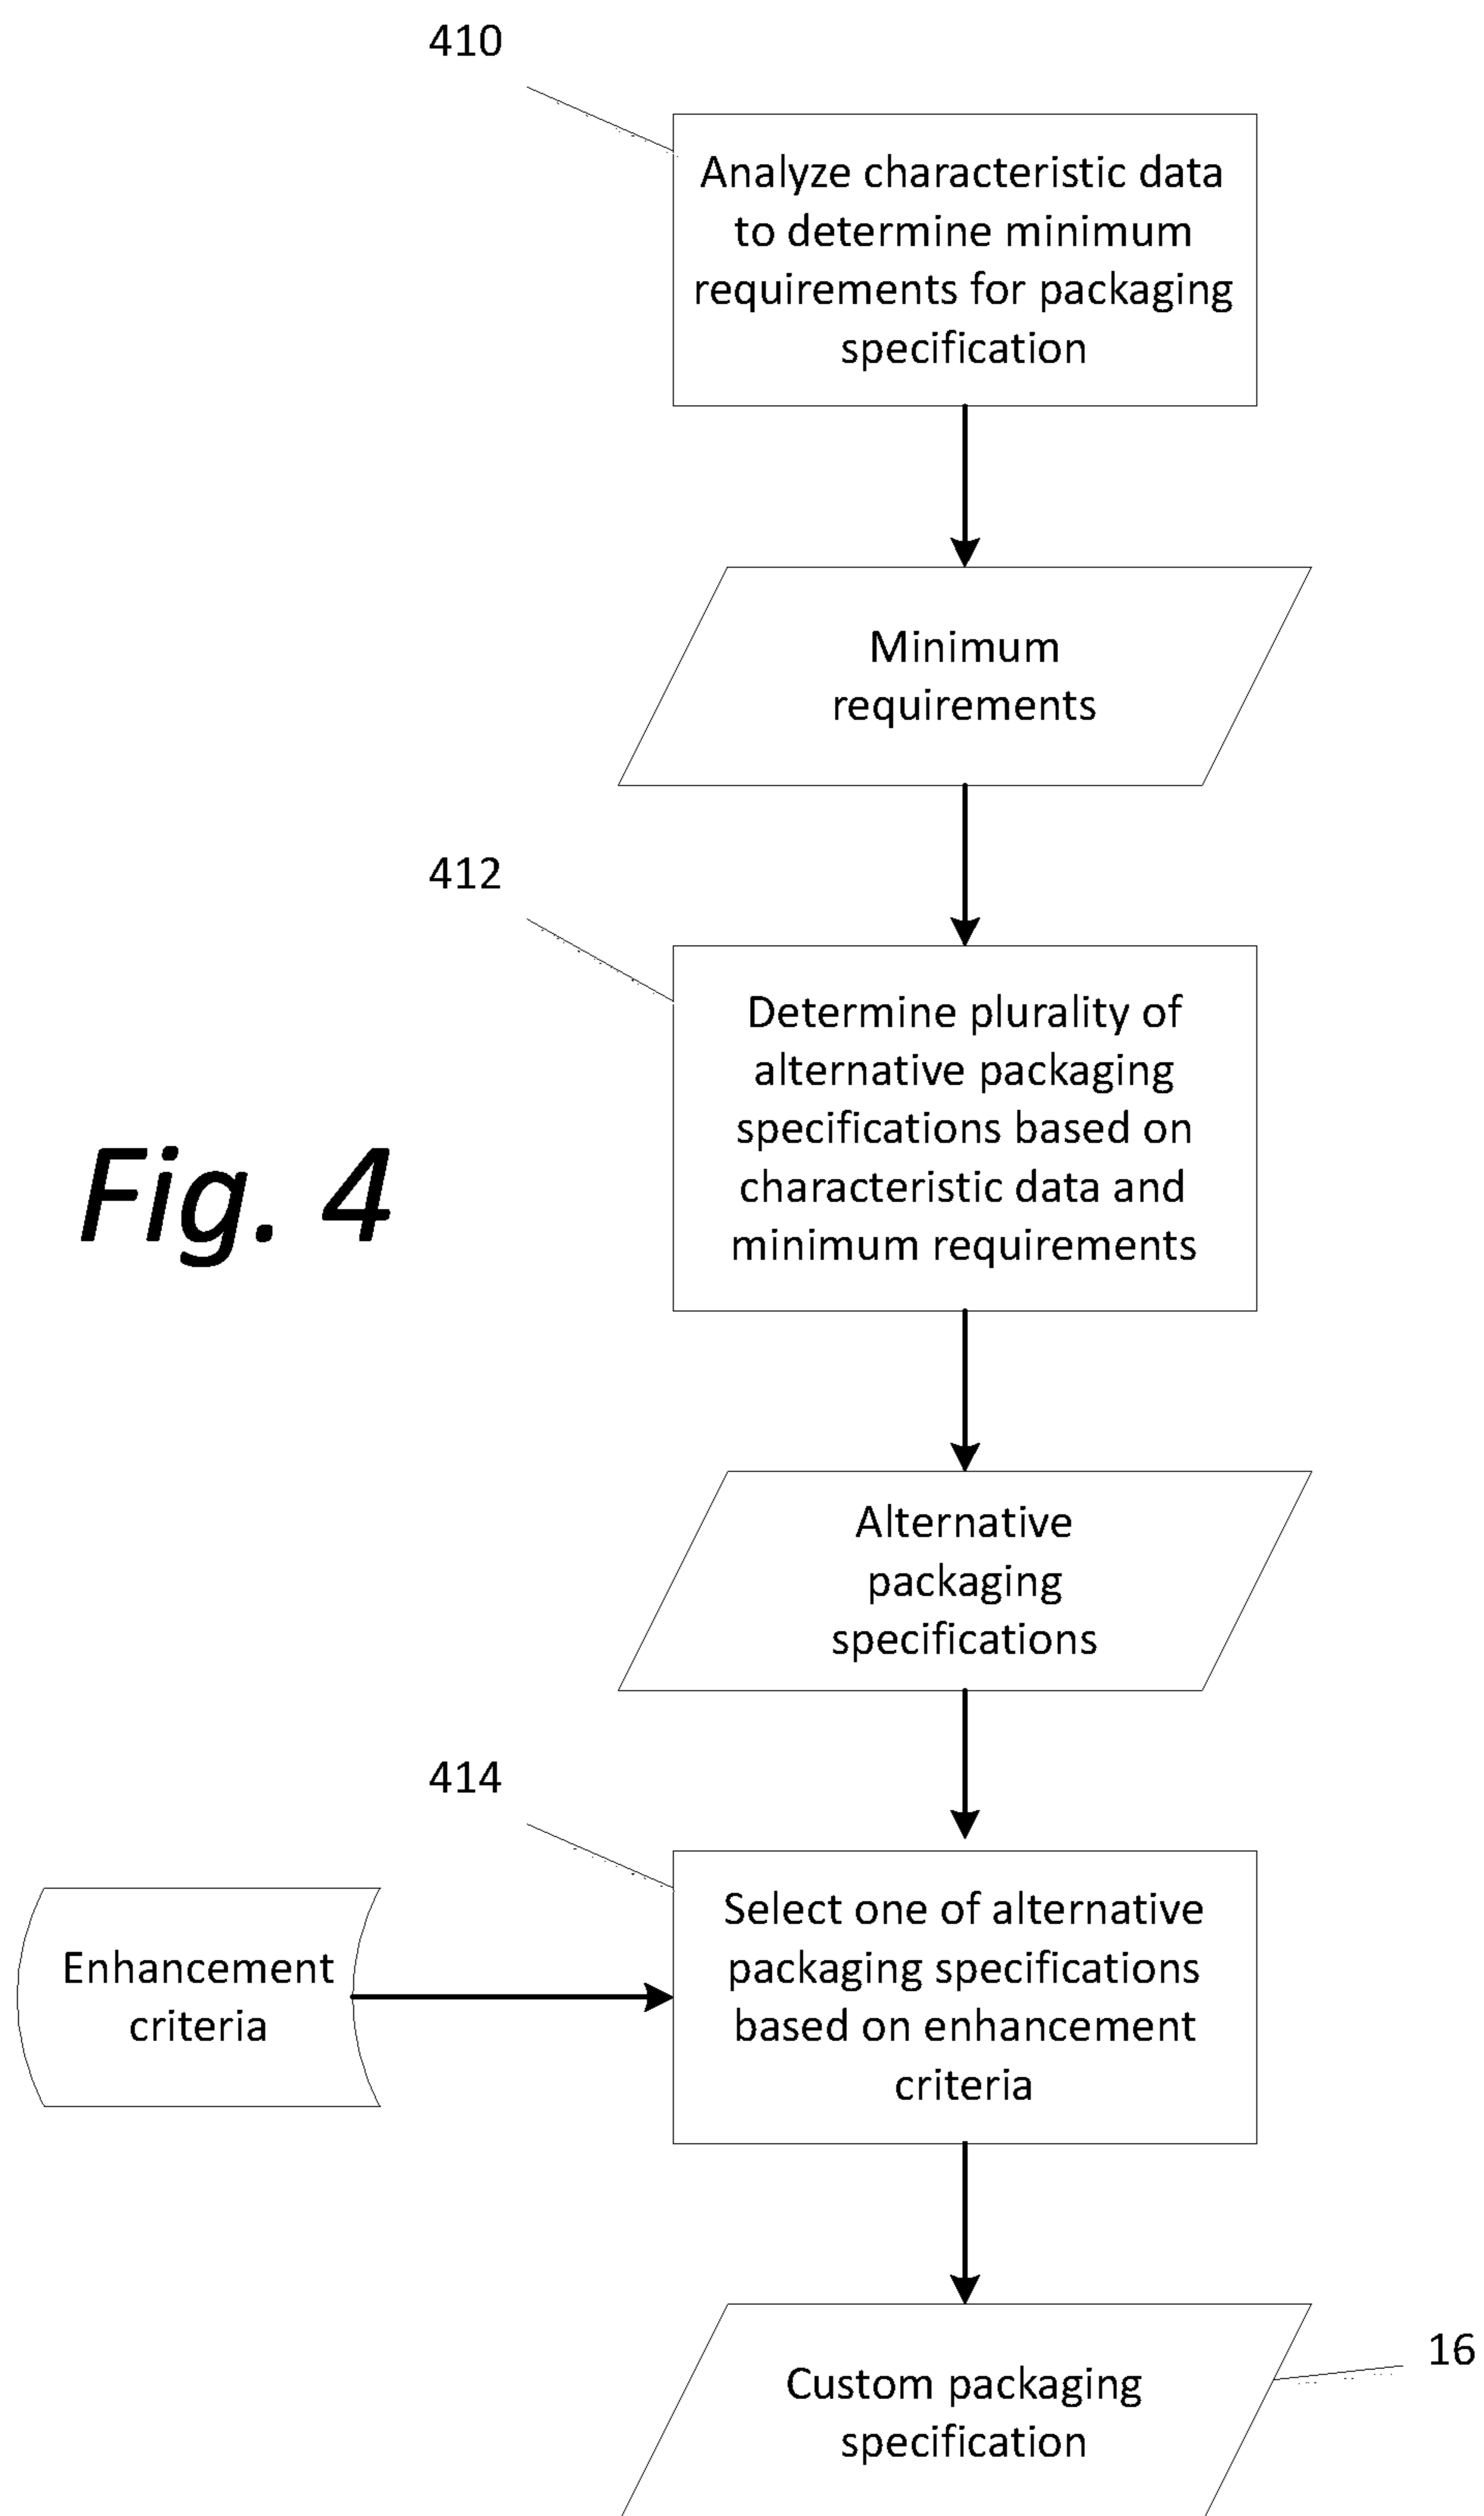 410
Analyze characteristic data
to determine minimum
requirements for packaging
specification
Minimum
requirements
412
Determine plurality of
alternative packaging
specifications based on
characteristic data and
minimum requirements
Fig. 4
Alternative
packaging
specifications
414
Select one of alternative
packaging specifications
based on enhancement
criteria
Enhancement
criteria
16
Custom packaging
specification